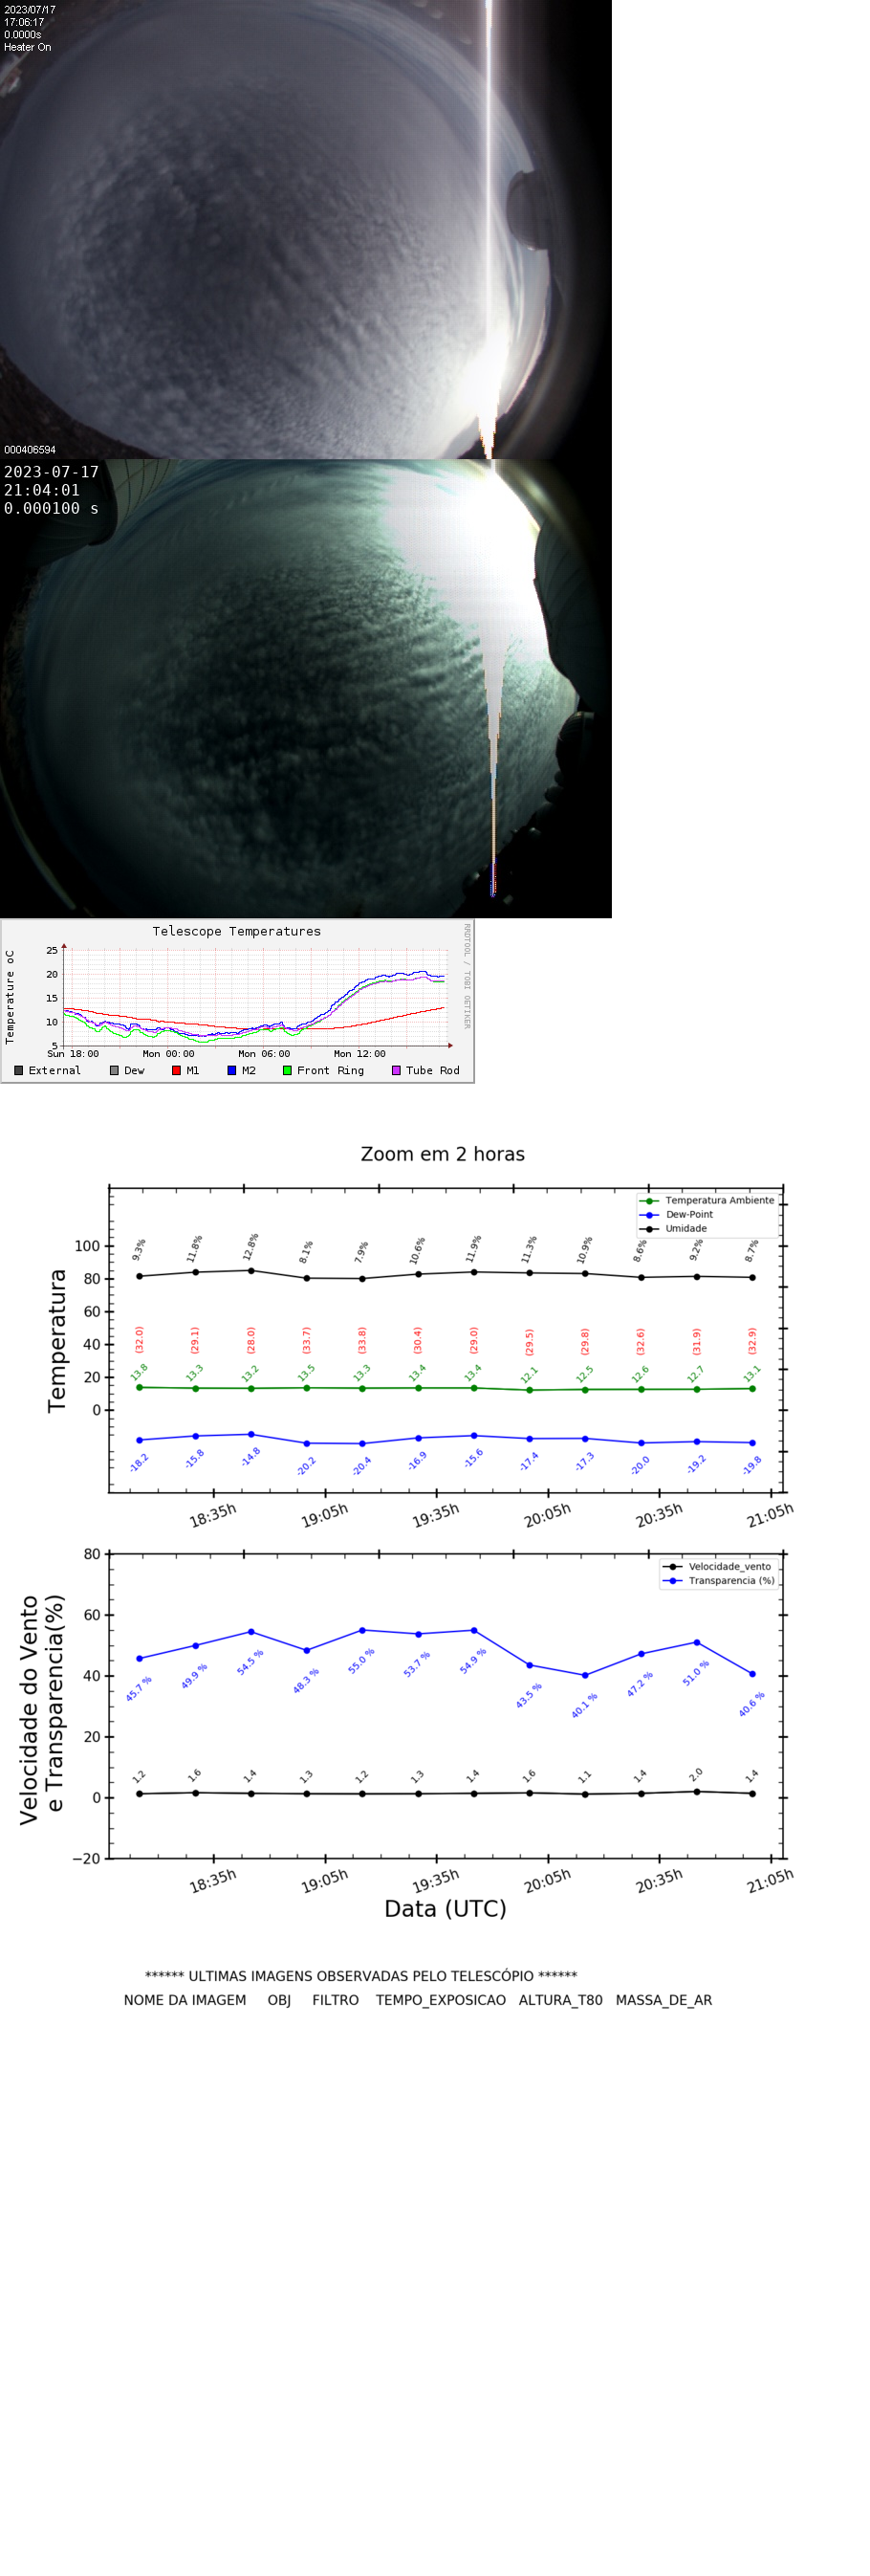 2023/07/17
17:06:17
0.0000s
Heater On
000406594
2023-07-17
21:04:01
0.000100 s
Telescope Temperatures
RRDTOOL / TOBI OETIKER
Temperature oC
25
20
15
10
5
Sun 18:00 Mon 00:00 Mon 06:00 Mon 12:00
External Dew M1 M2 Front Ring Tube Rod
Zoom em 2 horas
Temperatura Ambiente
Dew-Point
Umidade
Temperatura
100
80
60
40
20
0
9.3% 11.8% 12.8% 8.1% 7.9% 10.6% 11.9% 11.3% 10.9% 8.6% 9.2% 8.7%
(32.0) (29.1) (28.0) (33.7) (33.8) (30.4) (29.0) (29.5) (29.8) (32.6) (31.9) (32.9)
13.8 13.3 13.2 13.5 13.3 13.4 13.4 12.1 12.5 12.6 12.7 13.1
-18.2 -15.8 -14.8 -20.2 -20.4 -16.9 -15.6 -17.4 -17.3 -20.0 -19.2 -19.8
18:35h 19:05h 19:35h 20:05h 20:35h 21:05h
Velocidade_vento
Transparencia (%)
Velocidade do Vento
e Transparencia(%)
80
60
40
20
0
−20
45.7 % 49.9 % 54.5 % 48.3 % 55.0 % 53.7 % 54.9 % 43.5 % 40.1 % 47.2 % 51.0 % 40.6 %
1.2 1.6 1.4 1.3 1.2 1.3 1.4 1.6 1.1 1.4 2.0 1.4
18:35h 19:05h 19:35h 20:05h 20:35h 21:05h
Data (UTC)
****** ULTIMAS IMAGENS OBSERVADAS PELO TELESCÓPIO ******
NOME DA IMAGEM OBJ FILTRO TEMPO_EXPOSICAO ALTURA_T80 MASSA_DE_AR